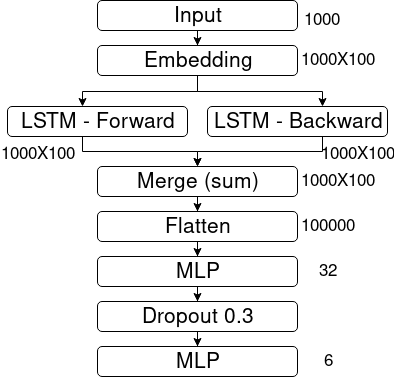 Input
1000
Embedding
1000X100
LSTM - Forward
LSTM - Backward
1000X100
1000X100
Merge (sum)
1000X100
Flatten
100000
MLP
32
Dropout 0.3
MLP
6